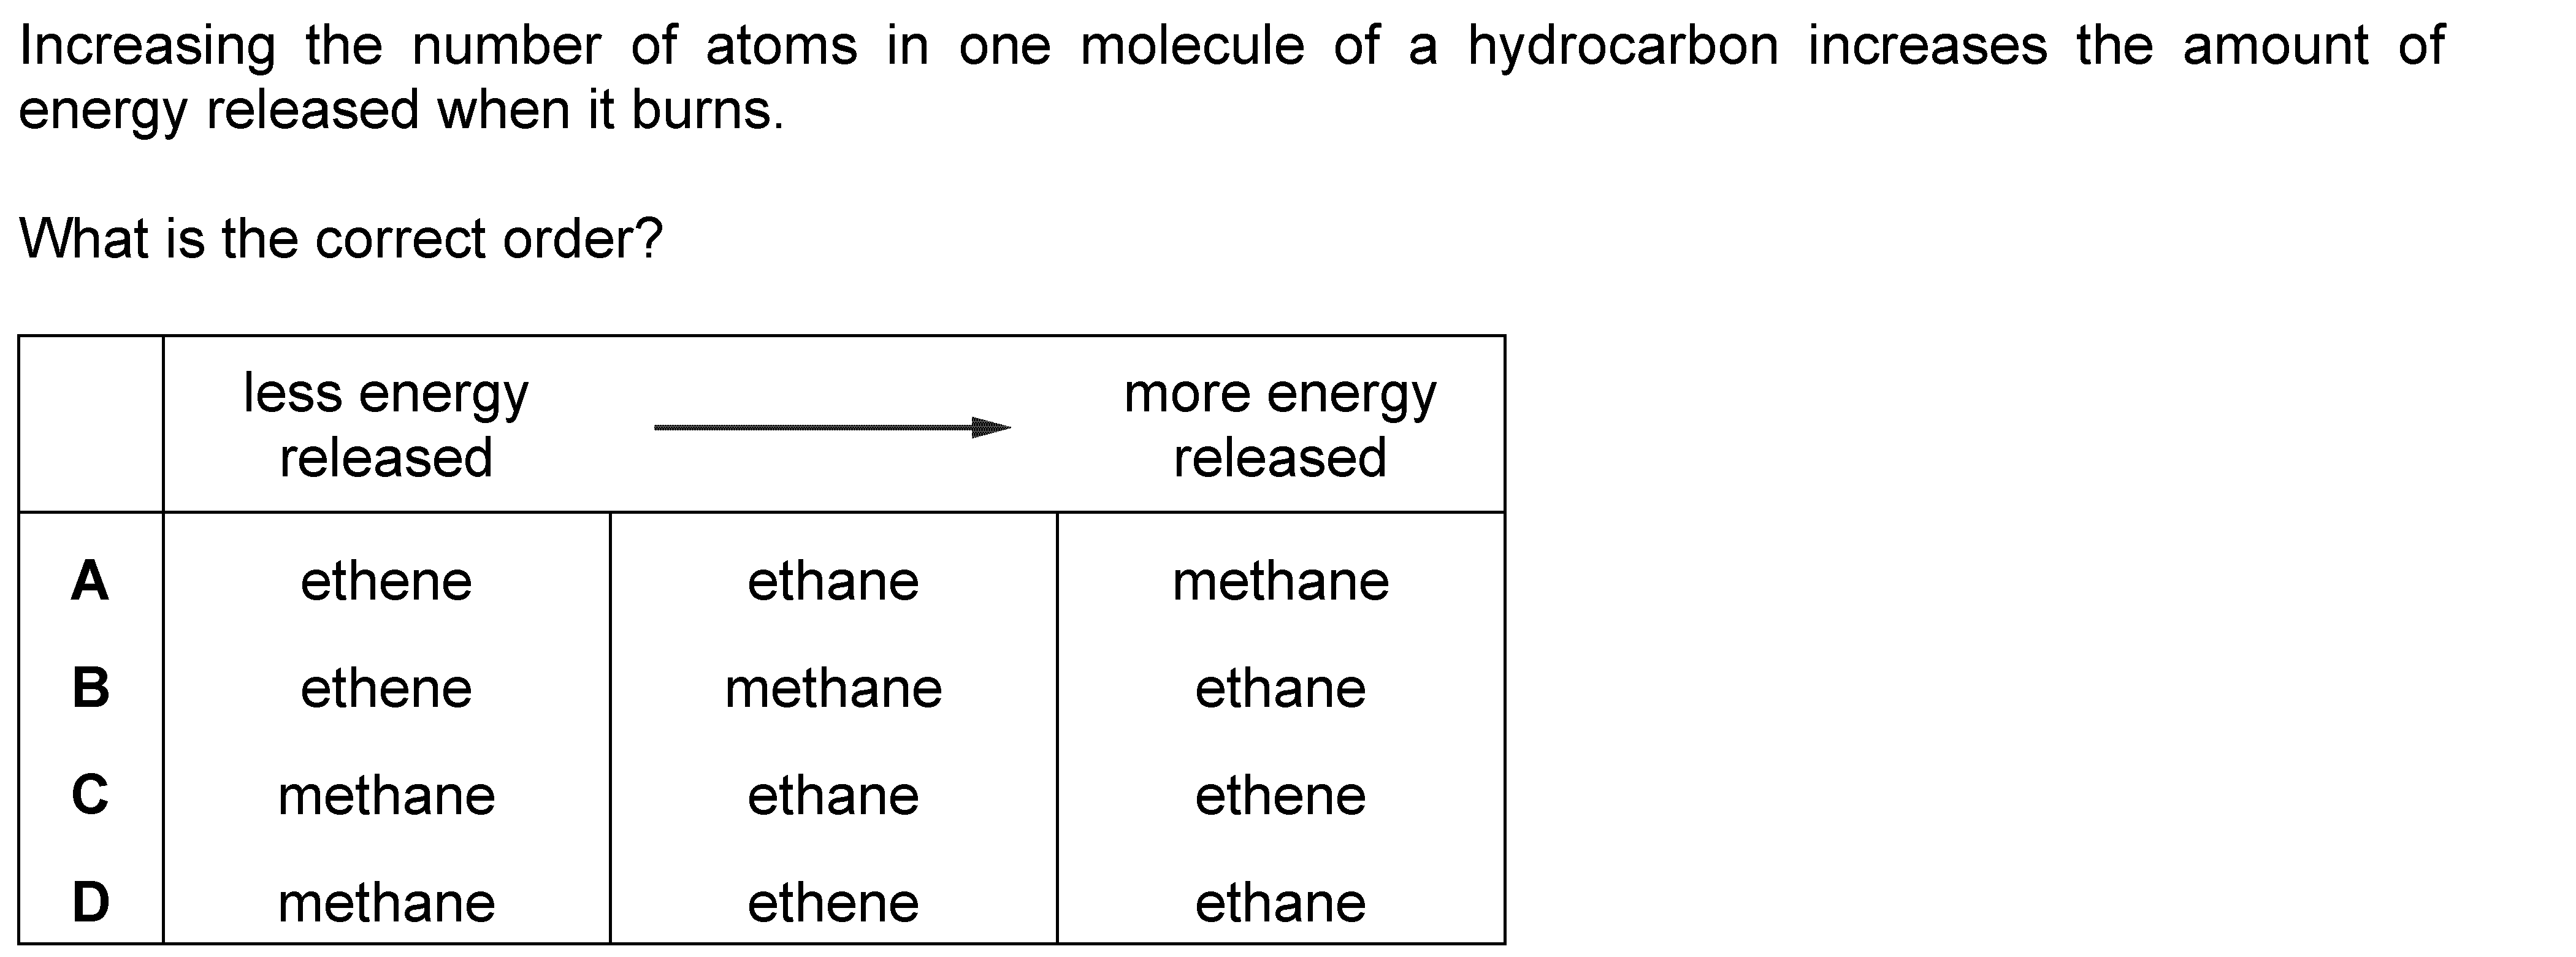 Increasing the number of atoms in one molecule of a hydrocarbon increases the amount of
energy released when it burns.
What is the correct order?
less energy released more energy released
A ethene ethane methane
B ethene methane ethane
C methane ethane ethene
D methane ethene ethane